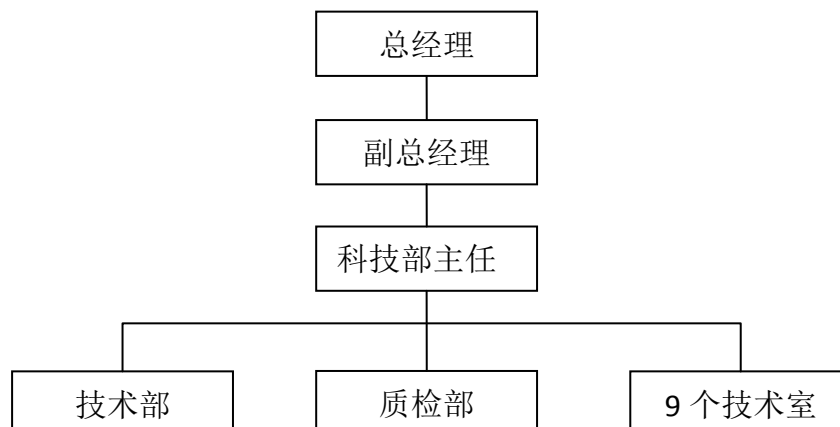 总经理
副总经理
科技部主任
技术部
质检部
9 个技术室